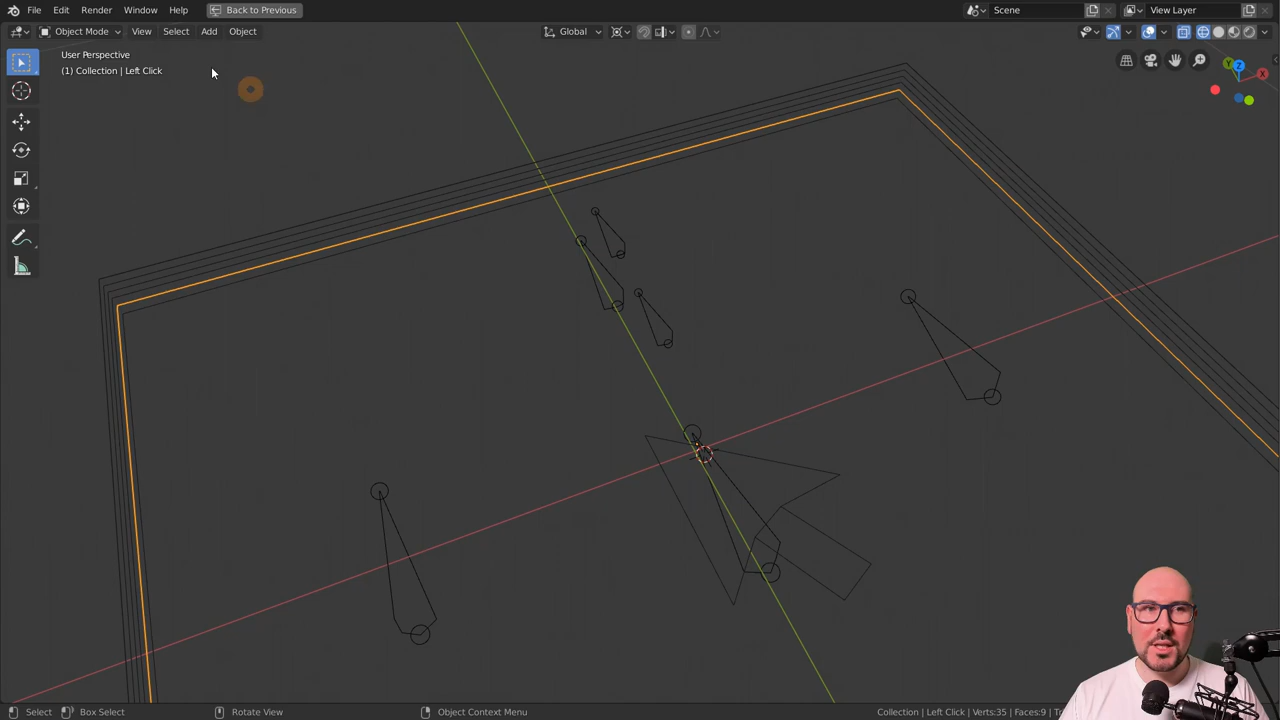 File Edit Render Window Help Back to Previous Scene View Layer
Object Mode View Select Add Object Global
User Perspective
(1) Collection | Left Click
Z
Y
X
Select Box Select Rotate View Object Context Menu Collection | Left Click | Verts:35 | Faces:9 |